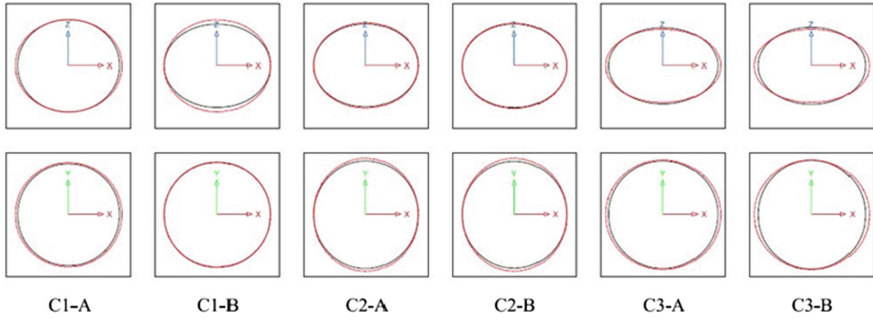 Z X Z X Z X Z X Z X Z X
Y X Y X Y X Y X Y X Y X
C1-A C1-B C2-A C2-B C3-A C3-B